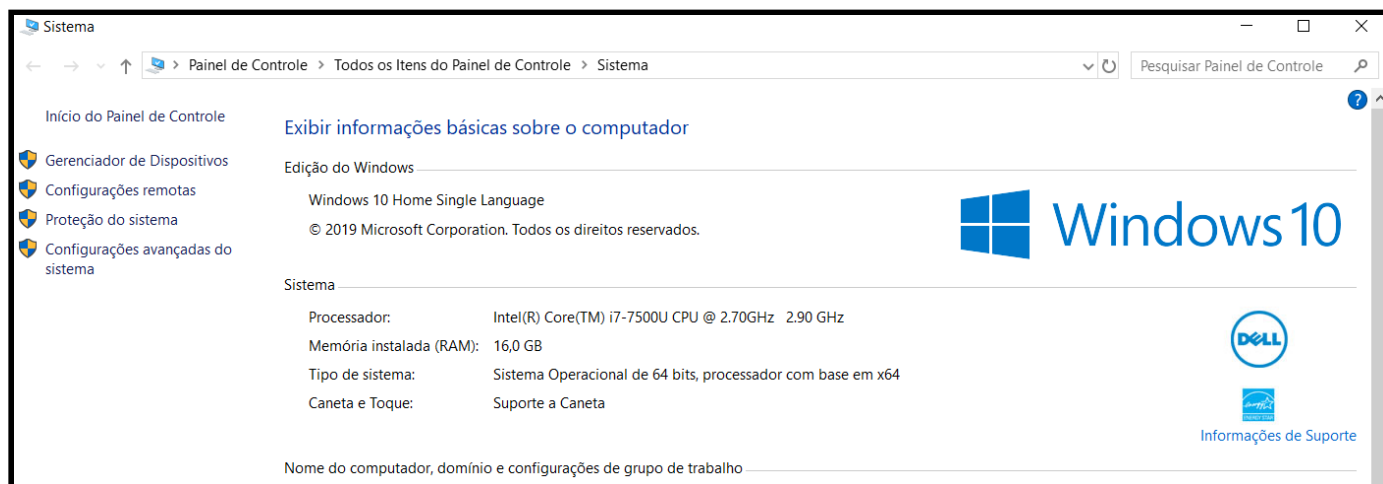 Sistema
Painel de Controle > Todos os Itens do Painel de Controle > Sistema
Pesquisar Painel de Controle
Início do Painel de Controle
Gerenciador de Dispositivos
Configurações remotas
Proteção do sistema
Configurações avançadas do
sistema
?
Exibir informações básicas sobre o computador
Edição do Windows
Windows 10 Home Single Language
© 2019 Microsoft Corporation. Todos os direitos reservados.
Windows 10
Sistema
Processador: Intel(R) Core(TM) i7-7500U CPU @ 2.70GHz 2.90 GHz
Memória instalada (RAM): 16,0 GB
Tipo de sistema: Sistema Operacional de 64 bits, processador com base em x64
Caneta e Toque: Suporte a Caneta
DELL
ENERGY STAR
Informações de Suporte
Nome do computador, domínio e configurações de grupo de trabalho